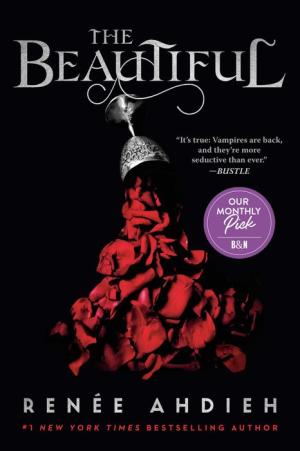 THE
BEAUTIFUL
“It’s true: Vampires are back,
and they’re more
seductive than ever.”
—BUSTLE
OUR
MONTHLY
Pick
B&N
RENÉE AHDIEH
#1 NEW YORK TIMES BESTSELLING AUTHOR